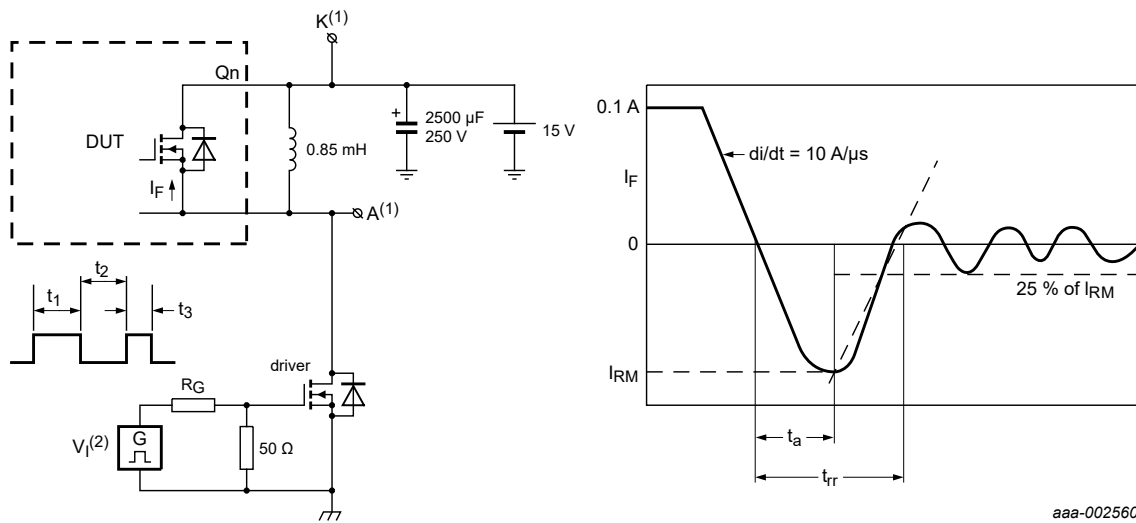 K(1)
Qn
DUT
IF
0.85 mH
+
2500 µF
250 V
15 V
A(1)
t2
t1
t3
driver
RG
VI(2)
G
50 Ω
0.1 A
di/dt = 10 A/µs
IF
0
25 % of IRM
IRM
ta
trr
aaa-002560